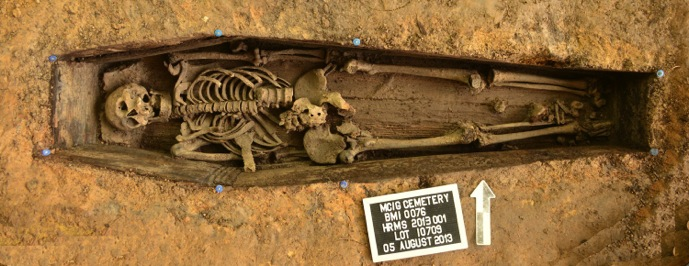 MCIG CEMETERY
BMI 0076
HRMS 2013 001
LOT 10709
05 AUGUST 2013